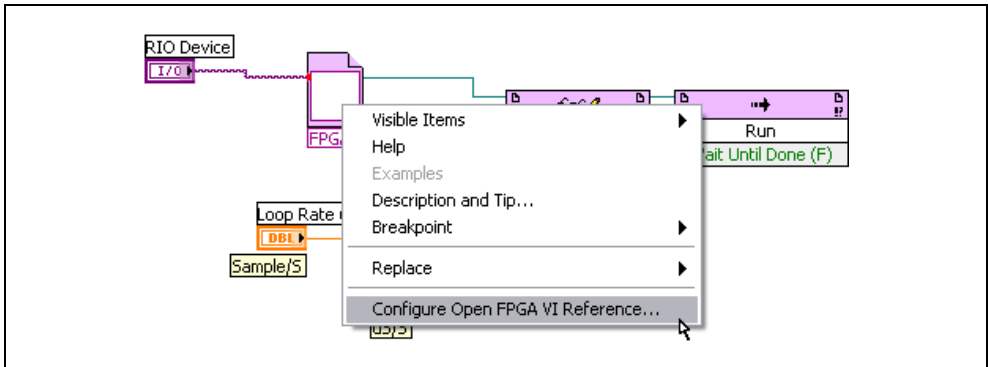 RIO Device
I/O
FPGA
Visible Items
Help
Examples
Description and Tip...
Breakpoint
Replace
Configure Open FPGA VI Reference...
Run
ait Until Done (F)
Loop Rate
DBL
Sample/S
uS/S